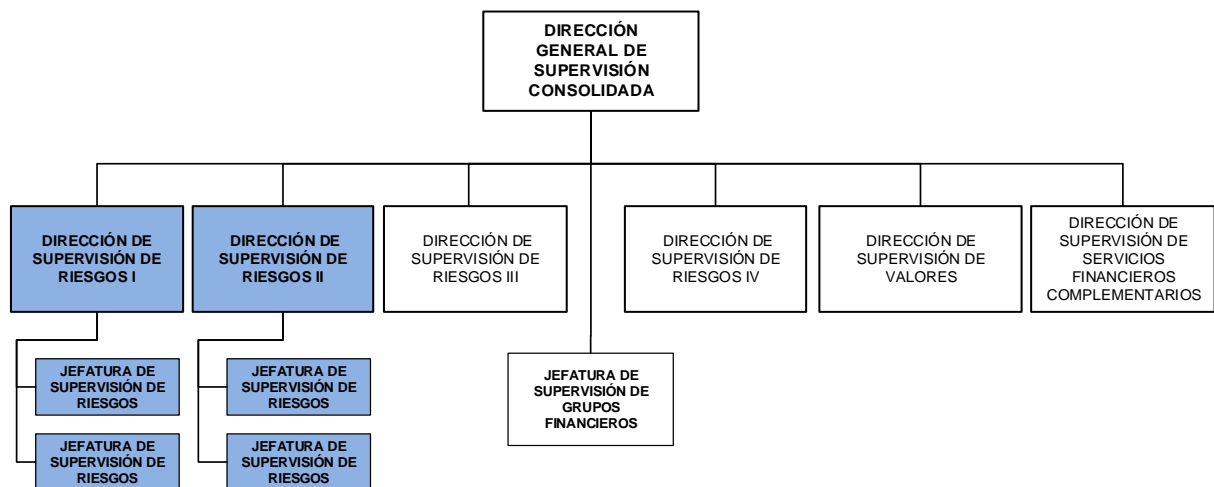 DIRECCIÓN
GENERAL DE
SUPERVISIÓN
CONSOLIDADA
DIRECCIÓN DE
SUPERVISIÓN DE
RIESGOS I
DIRECCIÓN DE
SUPERVISIÓN DE
RIESGOS II
DIRECCIÓN DE
SUPERVISIÓN DE
RIESGOS III
DIRECCIÓN DE
SUPERVISIÓN DE
RIESGOS IV
DIRECCIÓN DE
SUPERVISIÓN DE
VALORES
DIRECCIÓN DE
SUPERVISIÓN DE
SERVICIOS
FINANCIEROS
COMPLEMENTARIOS
JEFATURA DE
SUPERVISIÓN DE
RIESGOS
JEFATURA DE
SUPERVISIÓN DE
RIESGOS
JEFATURA DE
SUPERVISIÓN DE
GRUPOS
FINANCIEROS
JEFATURA DE
SUPERVISIÓN DE
RIESGOS
JEFATURA DE
SUPERVISIÓN DE
RIESGOS